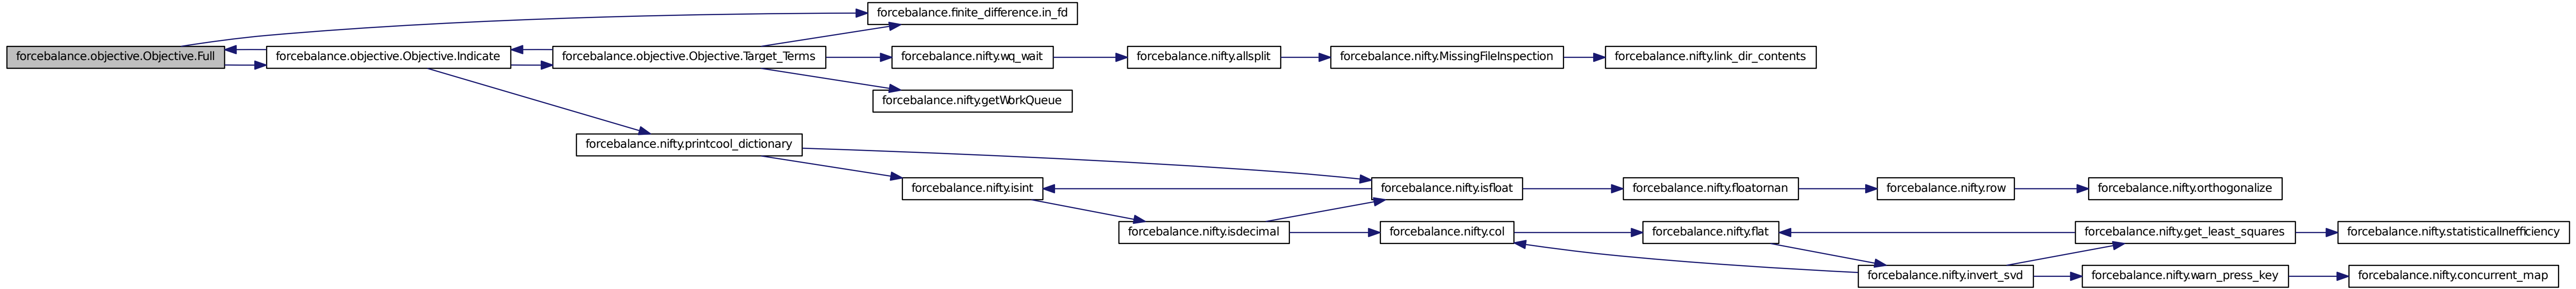 forcebalance.finite_difference.in_fd
forcebalance.objective.Objective.Full
forcebalance.objective.Objective.Indicate
forcebalance.objective.Objective.Target_Terms
forcebalance.nifty.wq_wait
forcebalance.nifty.allsplit
forcebalance.nifty.MissingFileInspection
forcebalance.nifty.link_dir_contents
forcebalance.nifty.getWorkQueue
forcebalance.nifty.printcool_dictionary
forcebalance.nifty.isint
forcebalance.nifty.isfloat
forcebalance.nifty.floatornan
forcebalance.nifty.row
forcebalance.nifty.orthogonalize
forcebalance.nifty.isdecimal
forcebalance.nifty.col
forcebalance.nifty.flat
forcebalance.nifty.get_least_squares
forcebalance.nifty.statisticalInefficiency
forcebalance.nifty.invert_svd
forcebalance.nifty.warn_press_key
forcebalance.nifty.concurrent_map